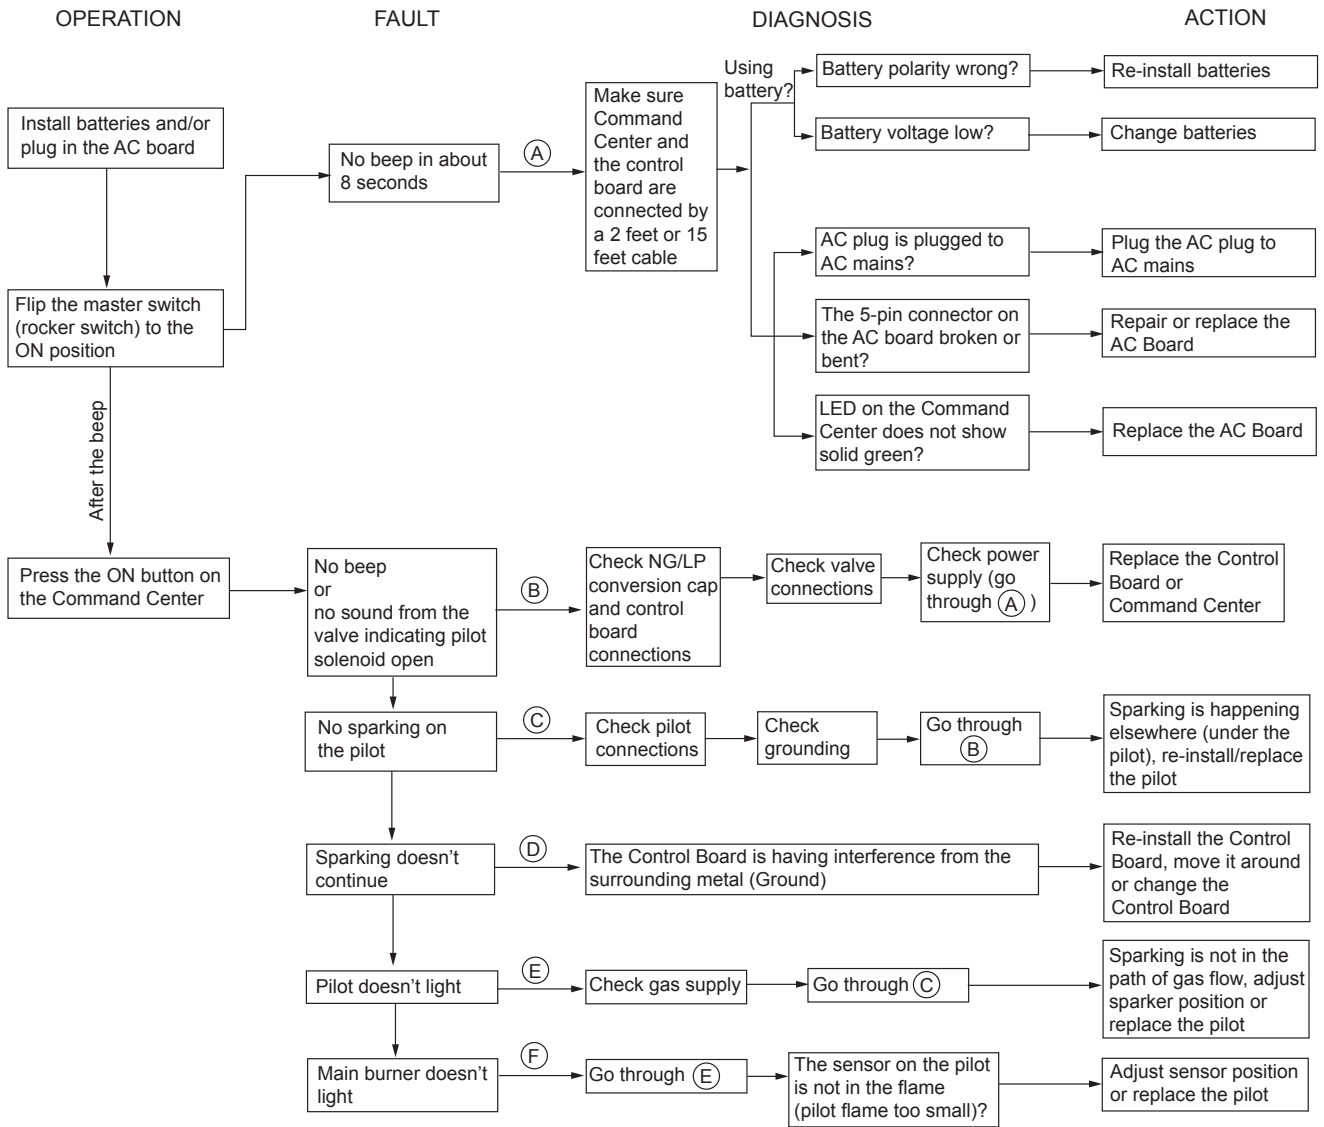 OPERATION
FAULT
DIAGNOSIS
ACTION
Install batteries and/or
plug in the AC board
Flip the master switch
(rocker switch) to the
ON position
No beep in about
8 seconds
A
Make sure
Command
Center and
the control
board are
connected by
a 2 feet or 15
feet cable
Using
battery?
Battery polarity wrong?
Re-install batteries
Battery voltage low?
Change batteries
AC plug is plugged to
AC mains?
Plug the AC plug to
AC mains
The 5-pin connector on
the AC board broken or
bent?
Repair or replace the
AC Board
LED on the Command
Center does not show
solid green?
Replace the AC Board
After the beep
Press the ON button on
the Command Center
No beep
or
no sound from the
valve indicating pilot
solenoid open
B
Check NG/LP
conversion cap
and control
board
connections
Check valve
connections
Check power
supply (go
through A )
Replace the Control
Board or
Command Center
No sparking on
the pilot
C
Check pilot
connections
Check
grounding
Go through
B
Sparking is happening
elsewhere (under the
pilot), re-install/replace
the pilot
Sparking doesn't
continue
D
The Control Board is having interference from the
surrounding metal (Ground)
Re-install the Control
Board, move it around
or change the
Control Board
Pilot doesn't light
E
Check gas supply
Go through C
Sparking is not in the
path of gas flow, adjust
sparker position or
replace the pilot
Main burner doesn't
light
F
Go through E
The sensor on the pilot
is not in the flame
(pilot flame too small)?
Adjust sensor position
or replace the pilot